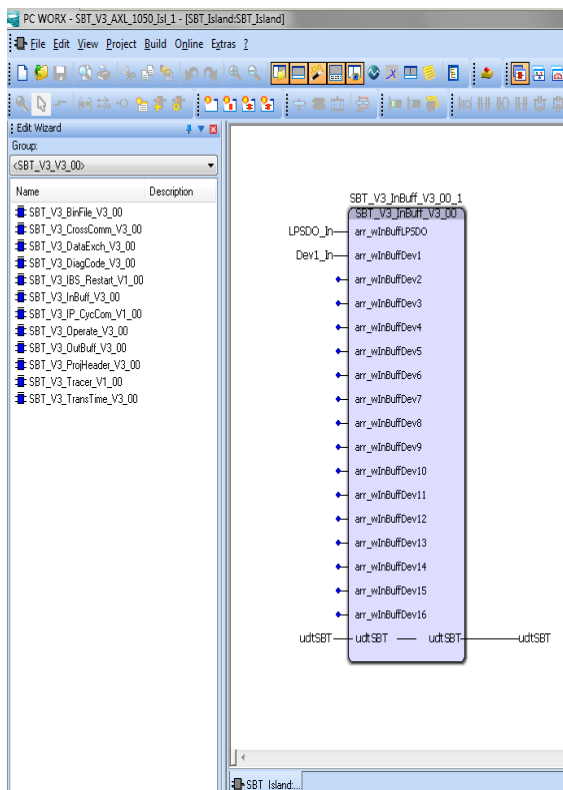 PC WORX - SBT_V3_AXL_1050_Isl_1 - [SBT_Island:SBT_Island]
File Edit View Project Build Online Extras ?
Edit Wizard
Group:
<SBT_V3_V3_00>
Name Description
SBT_V3_BinFile_V3_00
SBT_V3_CrossComm_V3_00
SBT_V3_DataExch_V3_00
SBT_V3_DiagCode_V3_00
SBT_V3_IBS_Restart_V1_00
SBT_V3_InBuff_V3_00
SBT_V3_IP_CycCom_V1_00
SBT_V3_Operate_V3_00
SBT_V3_OutBuff_V3_00
SBT_V3_ProjHeader_V3_00
SBT_V3_Tracer_V1_00
SBT_V3_TransTime_V3_00
SBT_V3_InBuff_V3_00_1
SBT_V3_InBuff_V3_00
LPSDO_In arr_wInBuffLPSDO
Dev1_In arr_wInBuffDev1
arr_wInBuffDev2
arr_wInBuffDev3
arr_wInBuffDev4
arr_wInBuffDev5
arr_wInBuffDev6
arr_wInBuffDev7
arr_wInBuffDev8
arr_wInBuffDev9
arr_wInBuffDev10
arr_wInBuffDev11
arr_wInBuffDev12
arr_wInBuffDev13
arr_wInBuffDev14
arr_wInBuffDev15
arr_wInBuffDev16
udtSBT udtSBT udtSBT udtSBT
SBT_Island:...